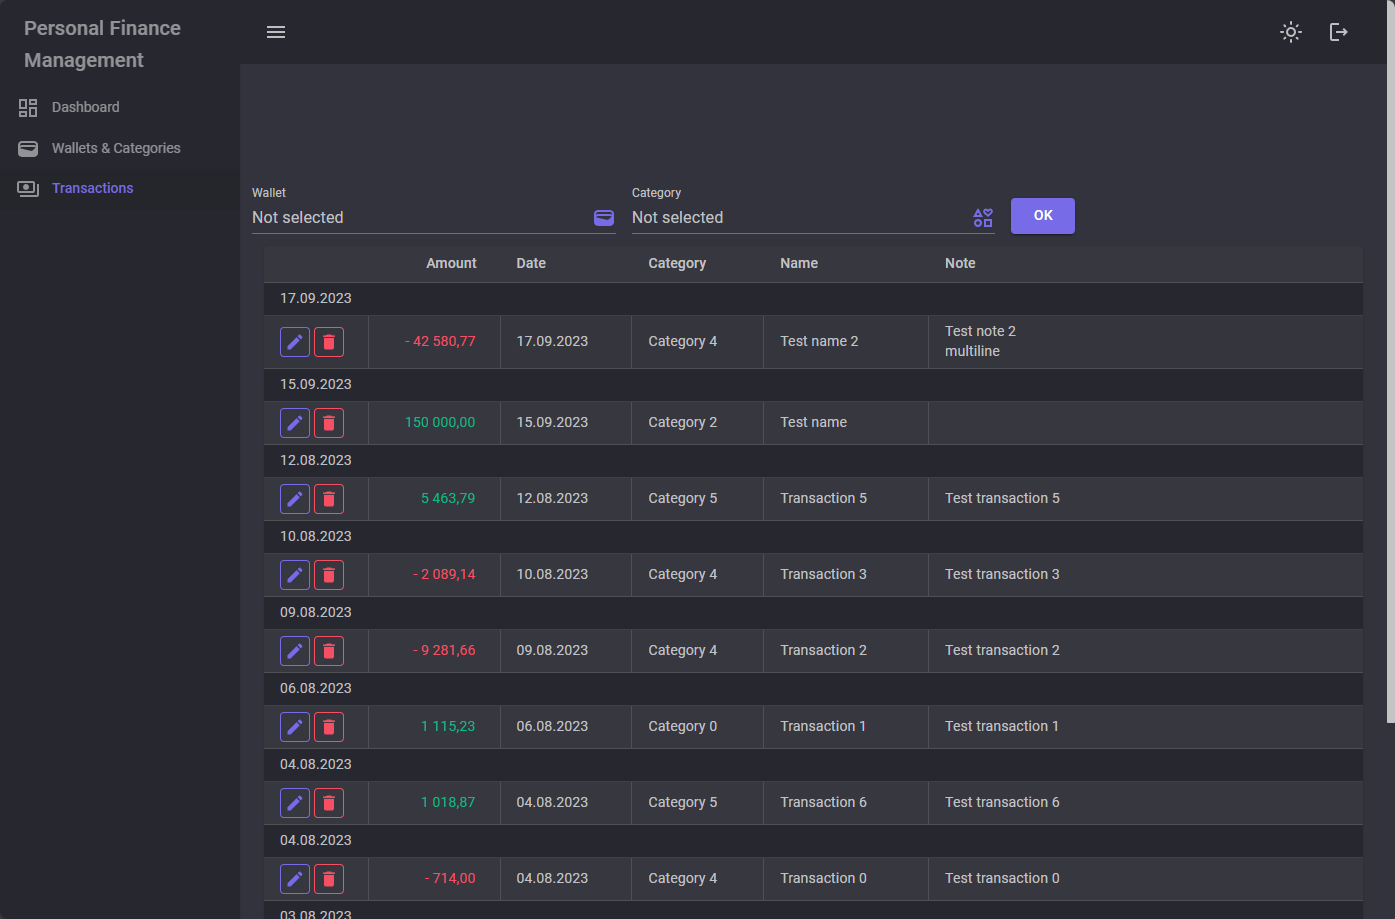 Personal Finance
Management
Dashboard
Wallets & Categories
Transactions
Wallet
Not selected
Category
Not selected
OK
Amount Date Category Name Note
17.09.2023
- 42 580,77 17.09.2023 Category 4 Test name 2 Test note 2
multiline
15.09.2023
150 000,00 15.09.2023 Category 2 Test name
12.08.2023
5 463,79 12.08.2023 Category 5 Transaction 5 Test transaction 5
10.08.2023
- 2 089,14 10.08.2023 Category 4 Transaction 3 Test transaction 3
09.08.2023
- 9 281,66 09.08.2023 Category 4 Transaction 2 Test transaction 2
06.08.2023
1 115,23 06.08.2023 Category 0 Transaction 1 Test transaction 1
04.08.2023
1 018,87 04.08.2023 Category 5 Transaction 6 Test transaction 6
04.08.2023
- 714,00 04.08.2023 Category 4 Transaction 0 Test transaction 0
03.08.2023